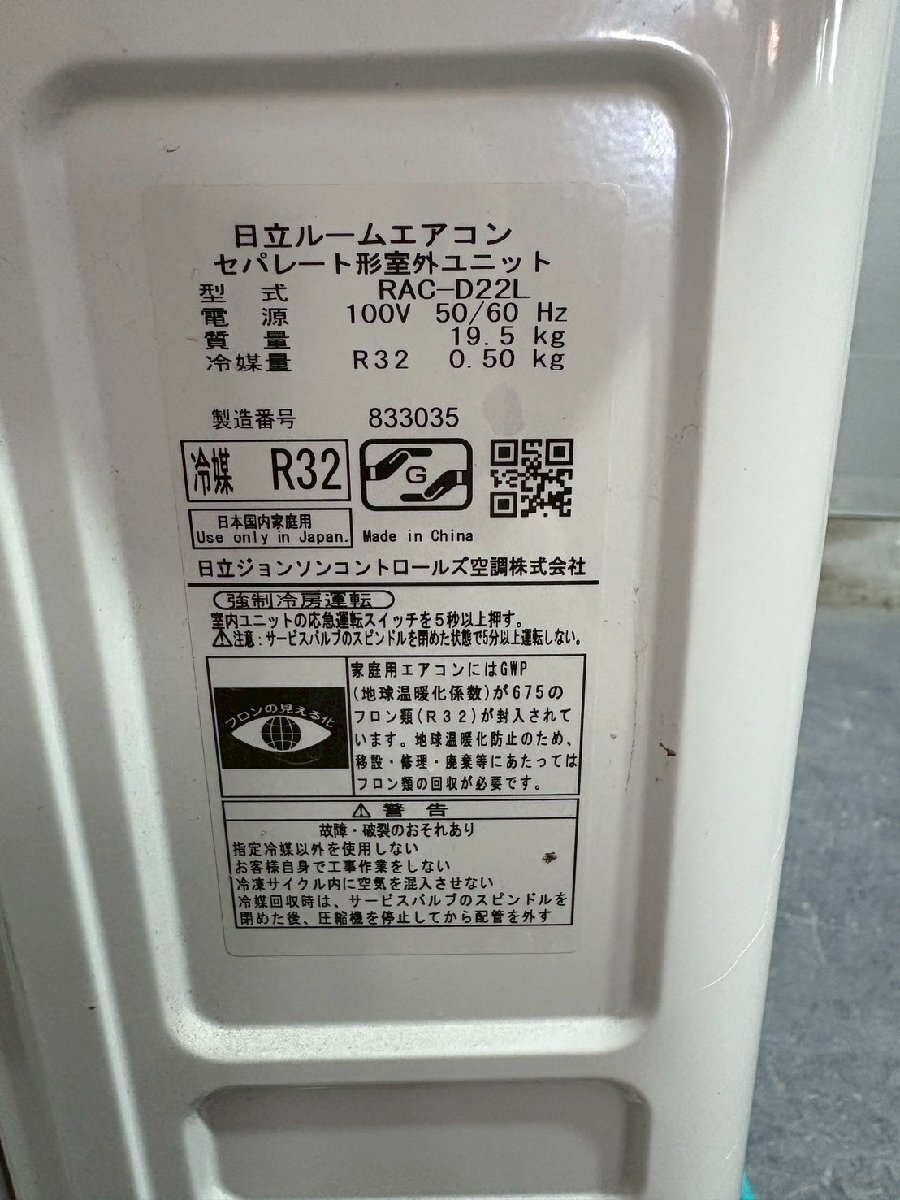 日立ルームエアコン
セパレート形室外ユニット
型 式 RAC-D22L
電 源 100V 50/60 Hz
質 量 19.5 kg
冷媒量 R32 0.50 kg
製造番号 833035
冷媒 R32
G
日本国内家庭用
Use only in Japan.
Made in China
日立ジョンソンコントロールズ空調株式会社
強制冷房運転
室内ユニットの応急運転スイッチを5秒以上押す。
⚠注意:サービスバルブのスピンドルを閉めた状態で5分以上運転しない。
フロンの見える化
家庭用エアコンにはGWP
(地球温暖化係数)が675の
フロン類(R32)が封入されて
います。地球温暖化防止のため、
移設・修理・廃棄等にあたっては
フロン類の回収が必要です。
⚠ 警 告
故障・破裂のおそれあり
指定冷媒以外を使用しない
お客様自身で工事作業をしない
冷凍サイクル内に空気を混入させない
冷媒回収時は、サービスバルブのスピンドルを
閉めた後、圧縮機を停止してから配管を外す